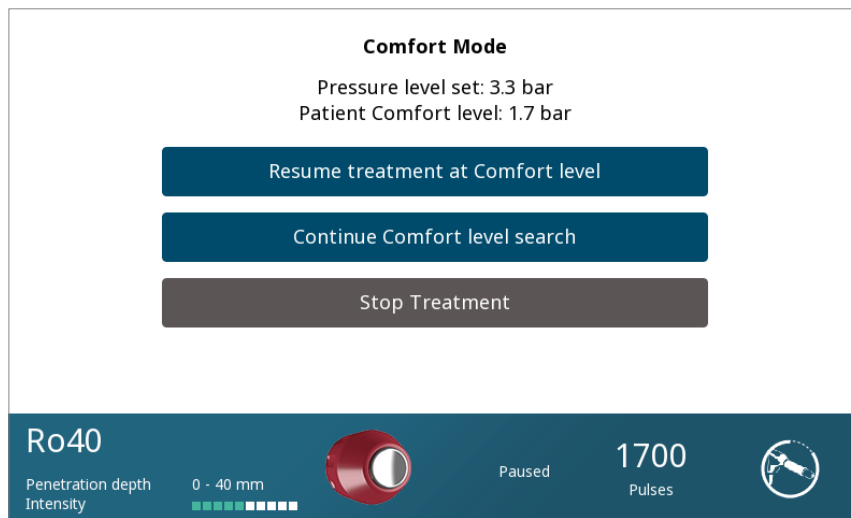 Comfort Mode
Pressure level set: 3.3 bar
Patient Comfort level: 1.7 bar
Resume treatment at Comfort level
Continue Comfort level search
Stop Treatment
Ro40
Penetration depth
0 - 40 mm
Intensity
Paused
1700
Pulses